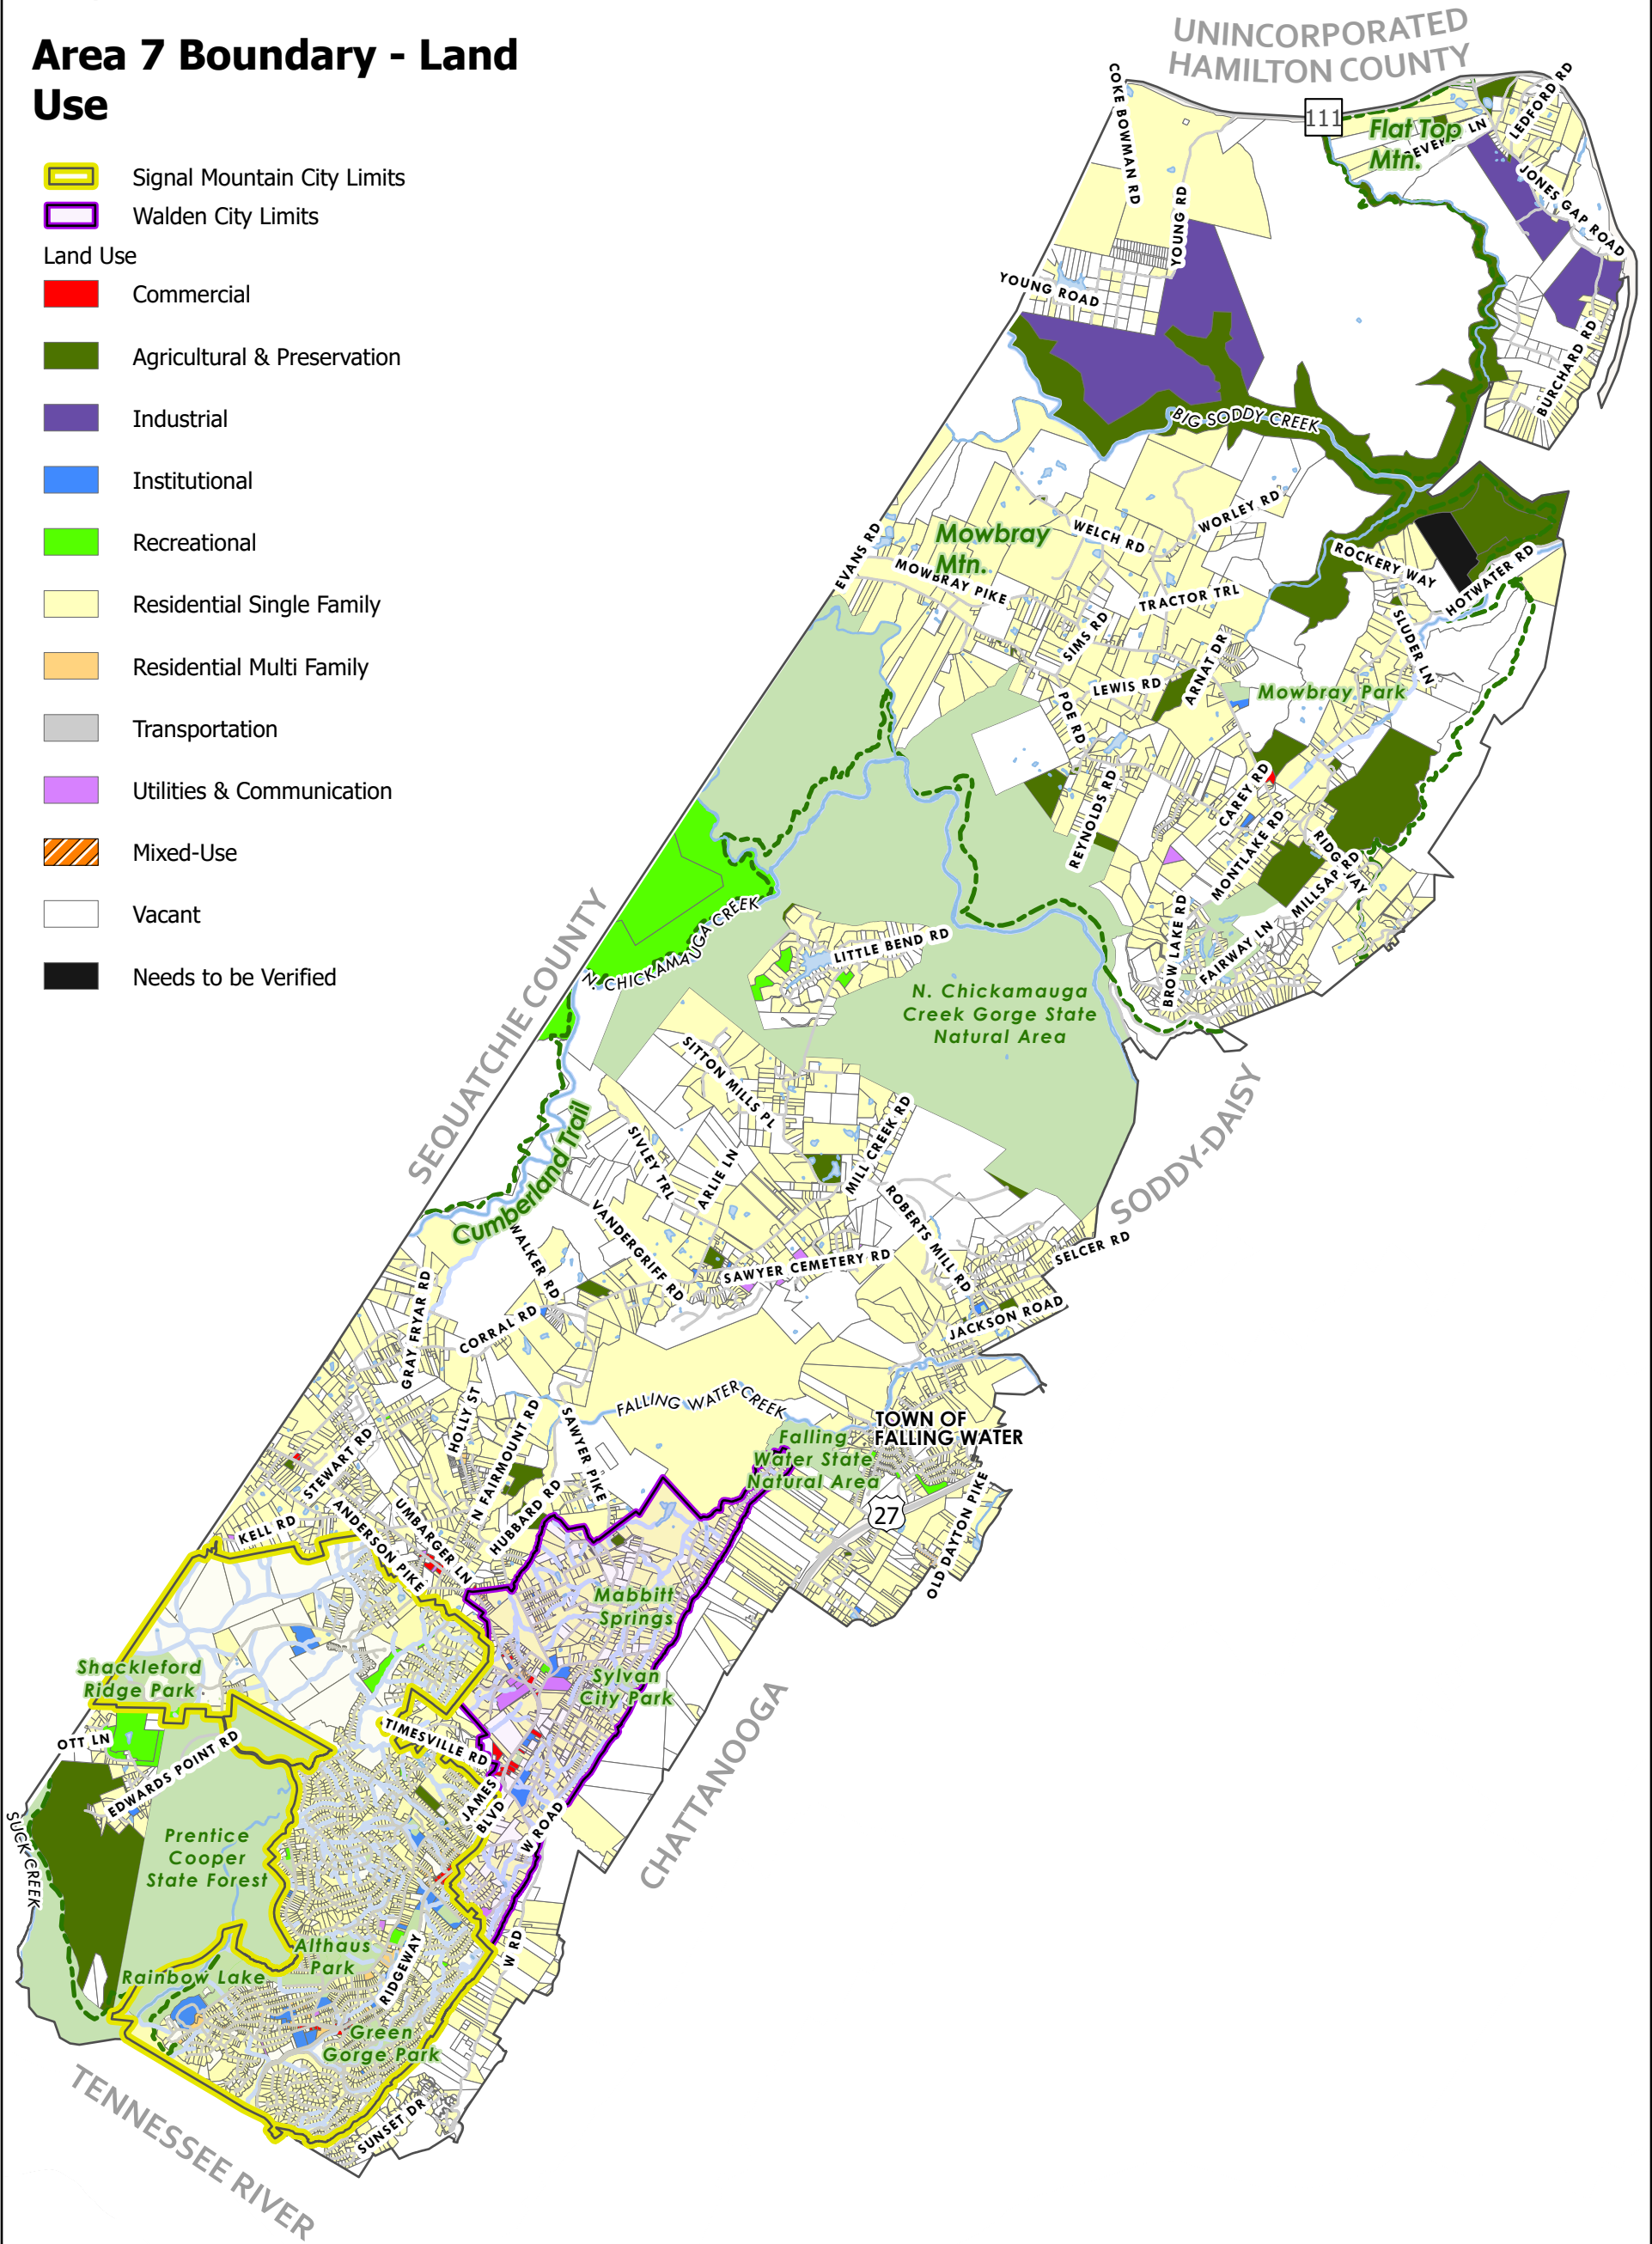 Area 7 Boundary - Land
Use
Signal Mountain City Limits
Walden City Limits
Land Use
Commercial
Agricultural & Preservation
Industrial
Institutional
Recreational
Residential Single Family
Residential Multi Family
Transportation
Utilities & Communication
Mixed-Use
Vacant
Needs to be Verified
UNINCORPORATED
HAMILTON COUNTY
COKE BOWMAN RD
111
Flat Top
Mtn.
LEDFORD RD
JONES GAP ROAD
YOUNG RD
YOUNG ROAD
BURCHARD RD
BIG SODDY CREEK
EVANS RD
Mowbray
Mtn.
MOWBRAY PIKE
WELCH RD
WORLEY RD
ROCKERY WAY
HOTWATER RD
TRACTOR TRL
SIMS RD
SLUDER LN
ARNAT DR
LEWIS RD
POE RD
Mowbray Park
CAREY RD
REYNOLDS RD
MONTLAKE RD
RIDGEWAY
MILLSAP RD
BROW LAKE RD
FAIRWAY LN
N. CHICKAMAUGA CREEK
LITTLE BEND RD
N. Chickamauga
Creek Gorge State
Natural Area
SEQUATCHIE COUNTY
SITTON MILLS PL
SODDY-DAISY
Cumberland Trail
SIVLEY TRL
ARLIE LN
MILL CREEK RD
ROBERTS MILL RD
SELCER RD
WALKER RD
VANDERGRIFF RD
SAWYER CEMETERY RD
GRAY FRYAR RD
CORRAL RD
JACKSON ROAD
FALLING WATER CREEK
TOWN OF
FALLING WATER
Falling
Water State
Natural Area
HOLLY ST
N FAIRMOUNT RD
SAWYER PIKE
STEWART RD
27
OLD DAYTON PIKE
KELL RD
ANDERSON PIKE
UMBARGER LN
HUBBARD RD
Mabbitt
Springs
Sylvan
City Park
Shackleford
Ridge Park
OTT LN
EDWARDS POINT RD
TIMESVILLE RD
JAMES
BLVD
W ROAD
CHATTANOOGA
SUCK CREEK
Prentice
Cooper
State Forest
Althaus
Park
Rainbow Lake
RIDGEWAY
W RD
Green
Gorge Park
SUNSET DR
TENNESSEE RIVER